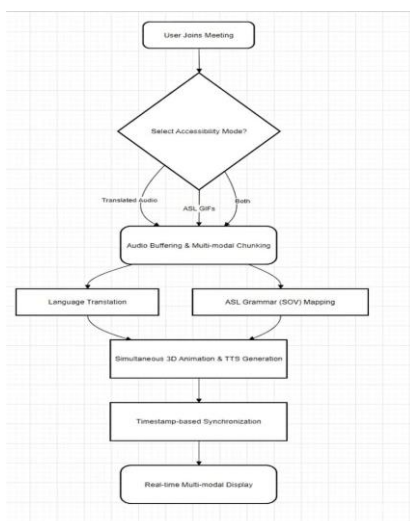 User Joins Meeting
Select Accessibility Mode?
Translated Audio
ASL GIFs
Both
Audio Buffering & Multi-modal Chunking
Language Translation
ASL Grammar (SOV) Mapping
Simultaneous 3D Animation & TTS Generation
Timestamp-based Synchronization
Real-time Multi-modal Display